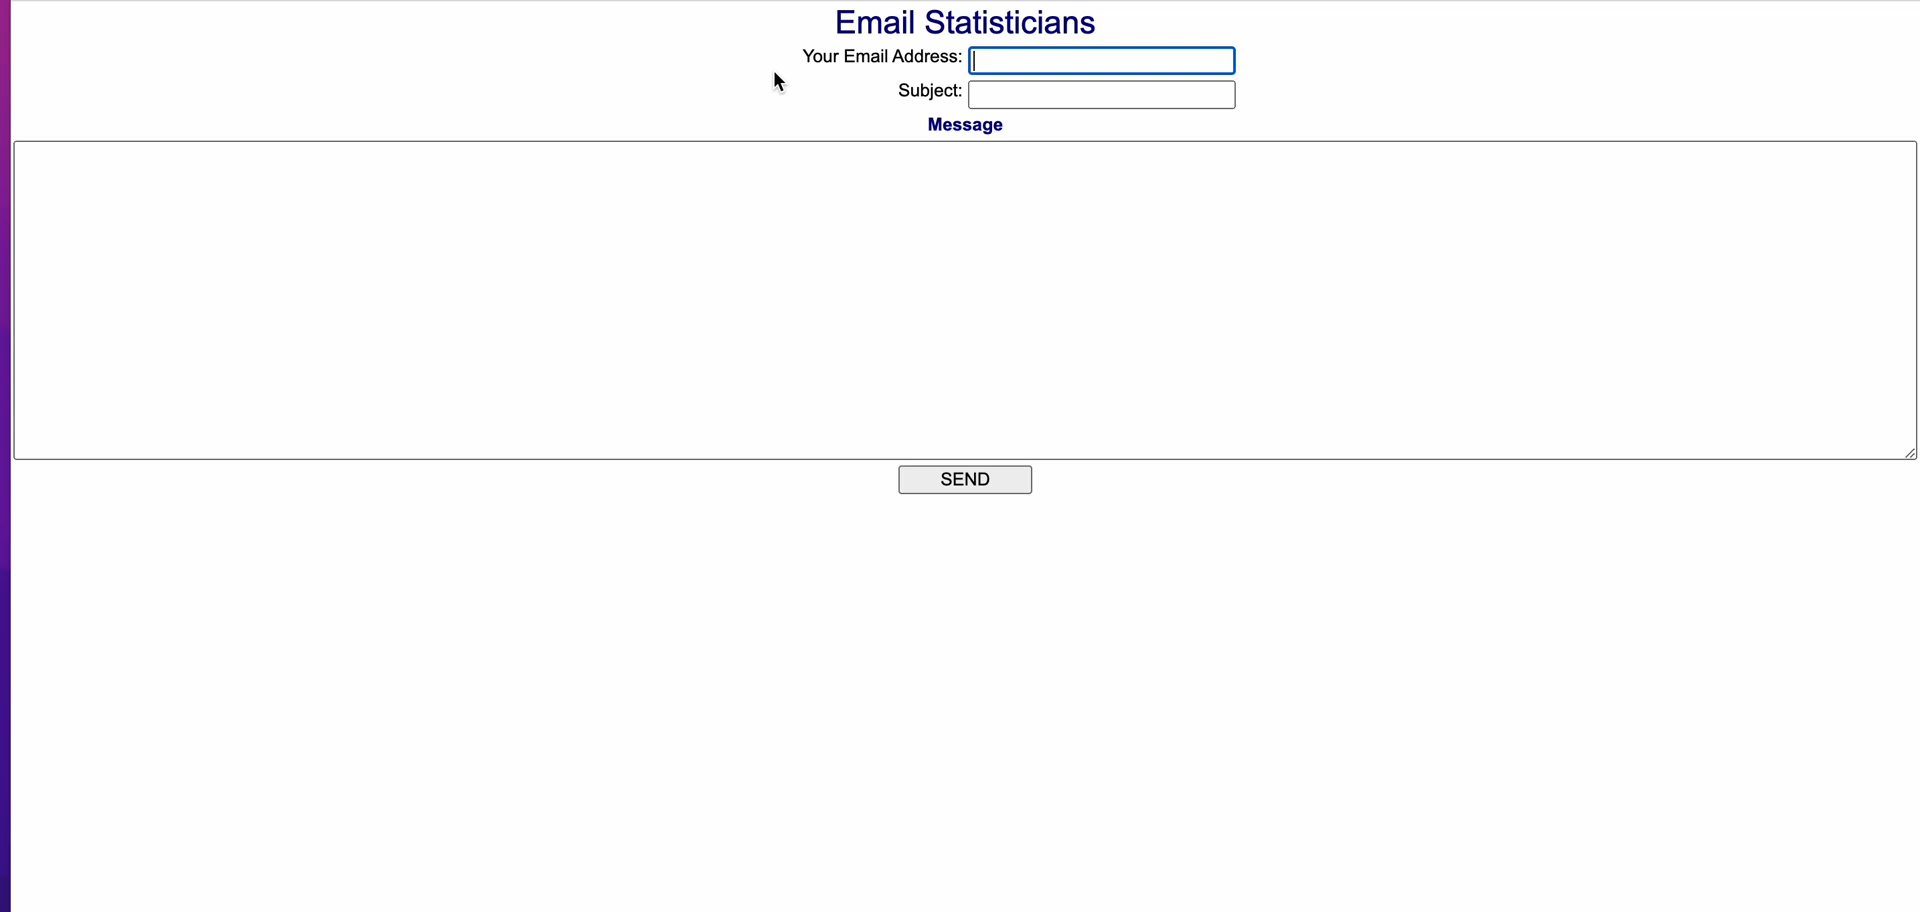 Email Statisticians
Your Email Address:
Subject:
Message
SEND